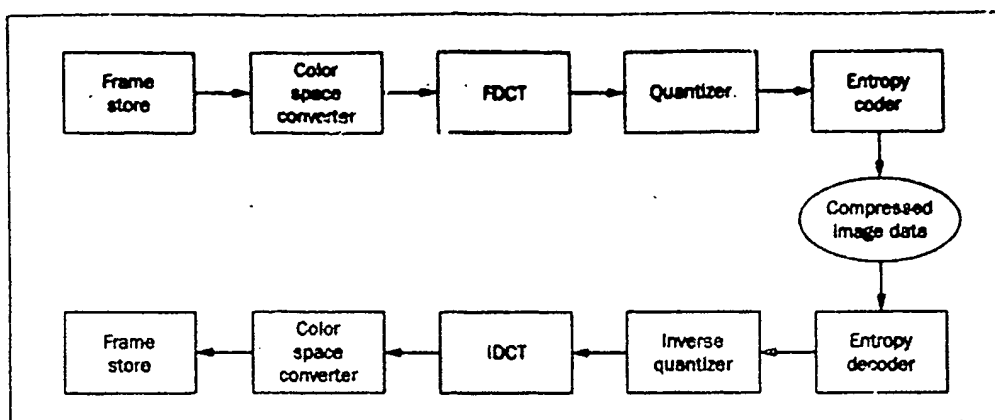 Frame
store
Color
space
converter
FDCT
Quantizer
Entropy
coder
Compressed
image data
Frame
store
Color
space
converter
IDCT
Inverse
quantizer
Entropy
decoder